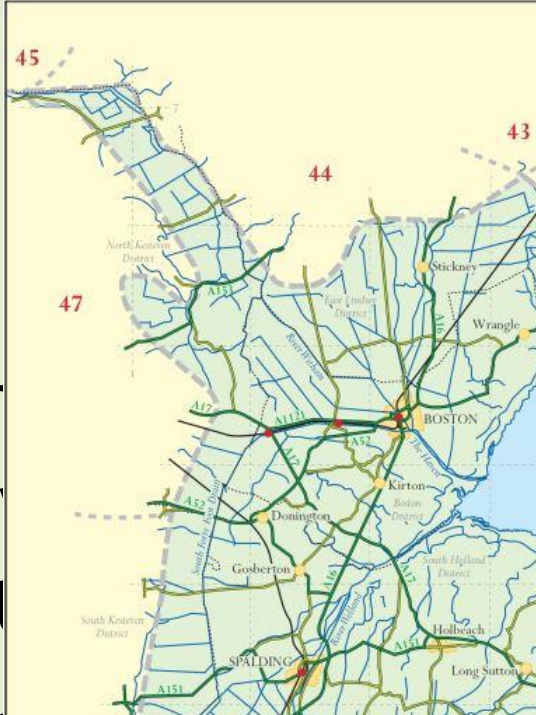 45
7
43
44
North Kesteven
District
Stickney
A153
47
East Lindsey
District
A16
Wrangle
River Witham
A17
A1121
BOSTON
A52
The Haven
A17
Kirton
A52
Boston
District
Donington
South Forty Foot Drain
South Holland
District
Gosberton
A16
A17
River Welland
South Kesteven
District
Holbeach
A151
SPALDING
Long Sutton
A151